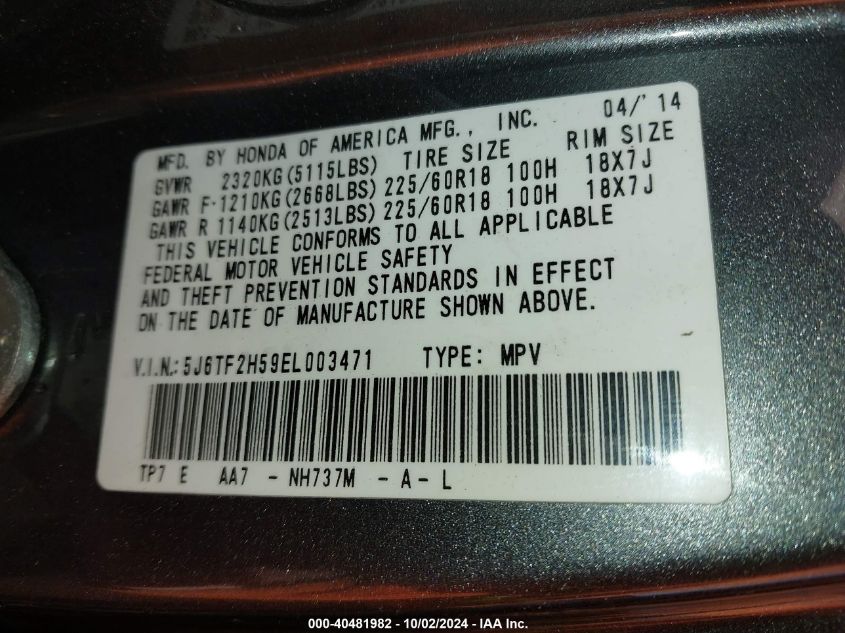 MFD. BY HONDA OF AMERICA MFG., INC. 04/'14
GVWR 2320KG(5115LBS) TIRE SIZE RIM SIZE
GAWR F-1210KG(2668LBS) 225/60R18 100H 18X7J
GAWR R 1140KG(2513LBS) 225/60R18 100H 18X7J
THIS VEHICLE CONFORMS TO ALL APPLICABLE
FEDERAL MOTOR VEHICLE SAFETY
AND THEFT PREVENTION STANDARDS IN EFFECT
ON THE DATE OF MANUFACTURE SHOWN ABOVE.
V.I.N.: 5J6TF2H59EL003471 TYPE: MPV
TP7 E AA7 - NH737M - A - L
000-40481982 - 10/02/2024 - IAA Inc.